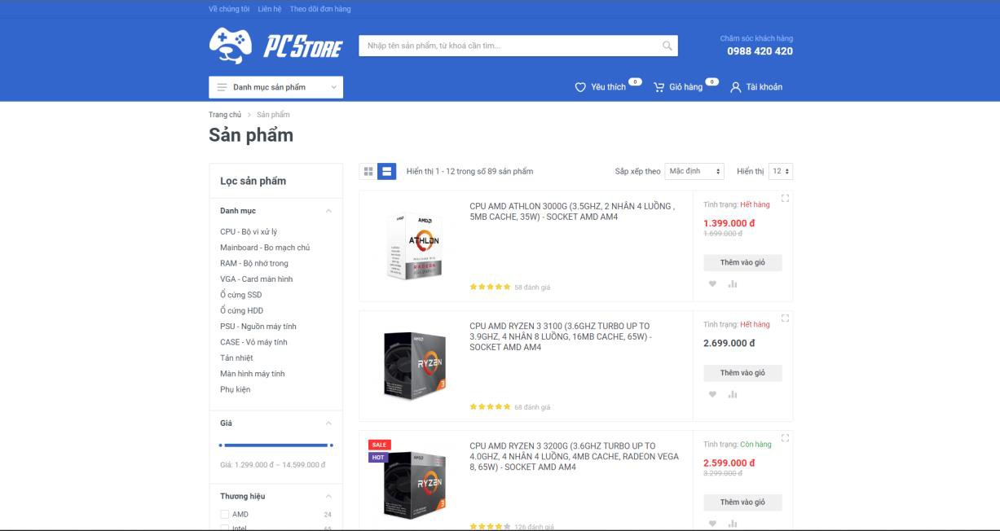 Về chúng tôi Liên hệ Theo dõi đơn hàng
PCSTORE
Nhập tên sản phẩm, từ khoá cần tìm...
Chăm sóc khách hàng
0988 420 420
Danh mục sản phẩm
Yêu thích 0 Giỏ hàng 0 Tài khoản
Trang chủ Sản phẩm
Sản phẩm
Lọc sản phẩm
Danh mục
CPU - Bộ vi xử lý
Mainboard - Bo mạch chủ
RAM - Bộ nhớ trong
VGA - Card màn hình
Ổ cứng SSD
Ổ cứng HDD
PSU - Nguồn máy tính
CASE - Vỏ máy tính
Tản nhiệt
Màn hình máy tính
Phụ kiện
Giá
Giá: 1.299.000 đ – 14.599.000 đ
Thương hiệu
AMD 24
Intel 65
Hiển thị 1 - 12 trong số 89 sản phẩm
Sắp xếp theo Mặc định Hiển thị 12
AMD
ATHLON
RADEON
CPU AMD ATHLON 3000G (3.5GHZ, 2 NHÂN 4 LUỒNG ,
5MB CACHE, 35W) - SOCKET AMD AM4
58 đánh giá
Tình trạng: Hết hàng
1.399.000 đ
1.699.000 đ
Thêm vào giỏ
AMD
RYZEN
3
CPU AMD RYZEN 3 3100 (3.6GHZ TURBO UP TO
3.9GHZ, 4 NHÂN 8 LUỒNG, 16MB CACHE, 65W) -
SOCKET AMD AM4
68 đánh giá
Tình trạng: Hết hàng
2.699.000 đ
Thêm vào giỏ
SALE
HOT
AMD
RYZEN
3
CPU AMD RYZEN 3 3200G (3.6GHZ TURBO UP TO
4.0GHZ, 4 NHÂN 4 LUỒNG, 4MB CACHE, RADEON VEGA
8, 65W) - SOCKET AMD AM4
126 đánh giá
Tình trạng: Còn hàng
2.599.000 đ
3.299.000 đ
Thêm vào giỏ